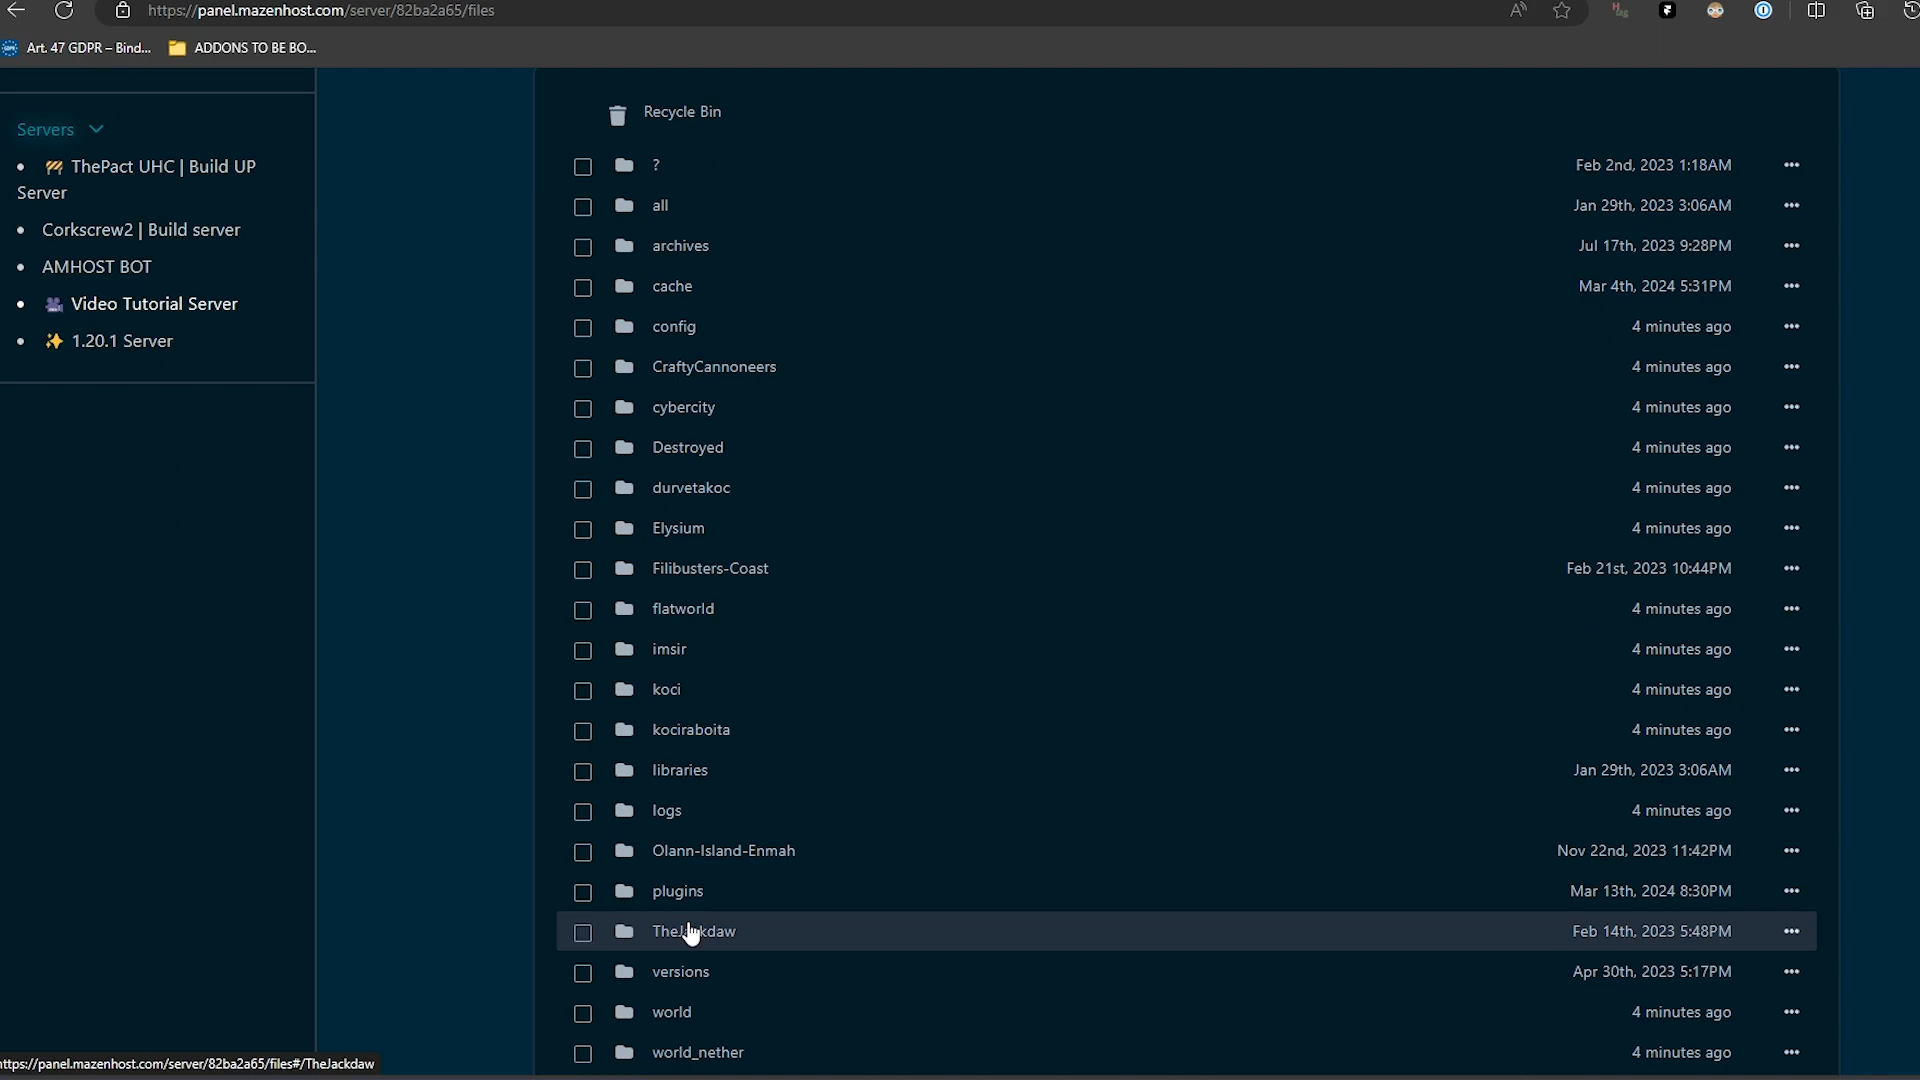 https://panel.mazenhost.com/server/82ba2a65/files
Art. 47 GDPR – Bind...
ADDONS TO BE BO...
Servers
ThePact UHC | Build UP
Server
Corkscrew2 | Build server
AMHOST BOT
Video Tutorial Server
1.20.1 Server
Recycle Bin
? Feb 2nd, 2023 1:18AM
all Jan 29th, 2023 3:06AM
archives Jul 17th, 2023 9:28PM
cache Mar 4th, 2024 5:31PM
config 4 minutes ago
CraftyCannoneers 4 minutes ago
cybercity 4 minutes ago
Destroyed 4 minutes ago
durvetakoc 4 minutes ago
Elysium 4 minutes ago
Filibusters-Coast Feb 21st, 2023 10:44PM
flatworld 4 minutes ago
imsir 4 minutes ago
koci 4 minutes ago
kociraboita 4 minutes ago
libraries Jan 29th, 2023 3:06AM
logs 4 minutes ago
Olann-Island-Enmah Nov 22nd, 2023 11:42PM
plugins Mar 13th, 2024 8:30PM
TheJackdaw Feb 14th, 2023 5:48PM
versions Apr 30th, 2023 5:17PM
world 4 minutes ago
world_nether 4 minutes ago
ttps://panel.mazenhost.com/server/82ba2a65/files#/TheJackdaw